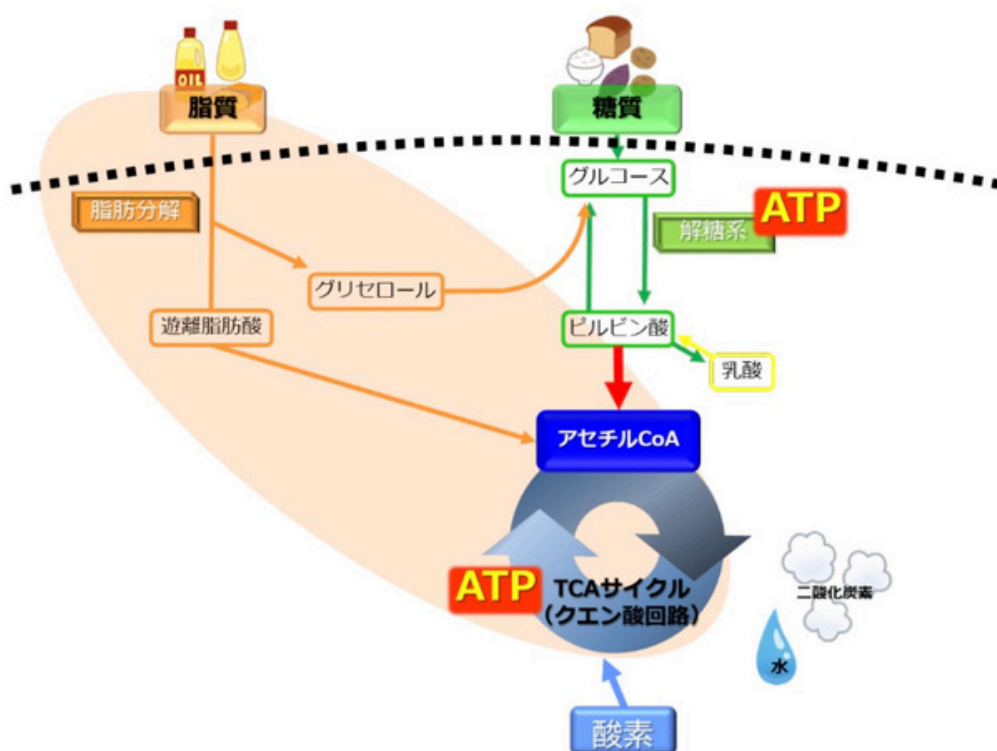 OIL
脂質
糖質
グルコース
脂肪分解
解糖系
ATP
グリセロール
遊離脂肪酸
ピルビン酸
乳酸
アセチルCoA
ATP
TCAサイクル
(クエン酸回路)
二酸化炭素
水
酸素